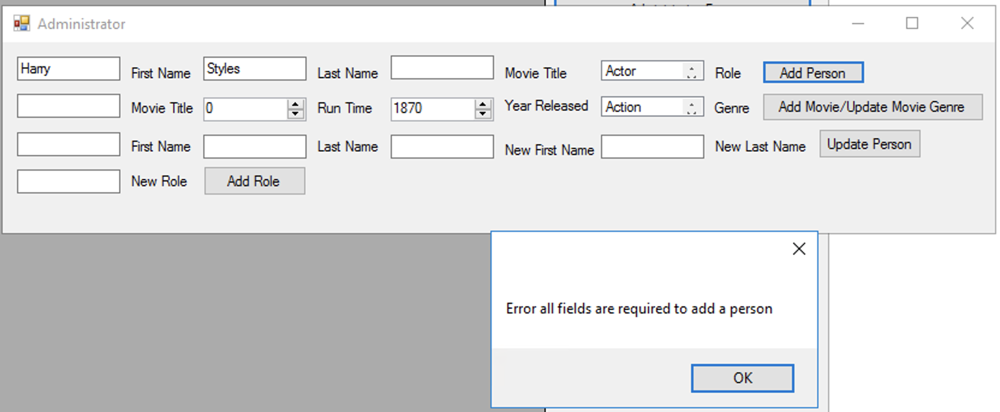 Administrator
Harry First Name Styles Last Name Movie Title Actor Role Add Person
Movie Title 0 Run Time 1870 Year Released Action Genre Add Movie/Update Movie Genre
First Name Last Name New First Name New Last Name Update Person
New Role Add Role
Error all fields are required to add a person
OK